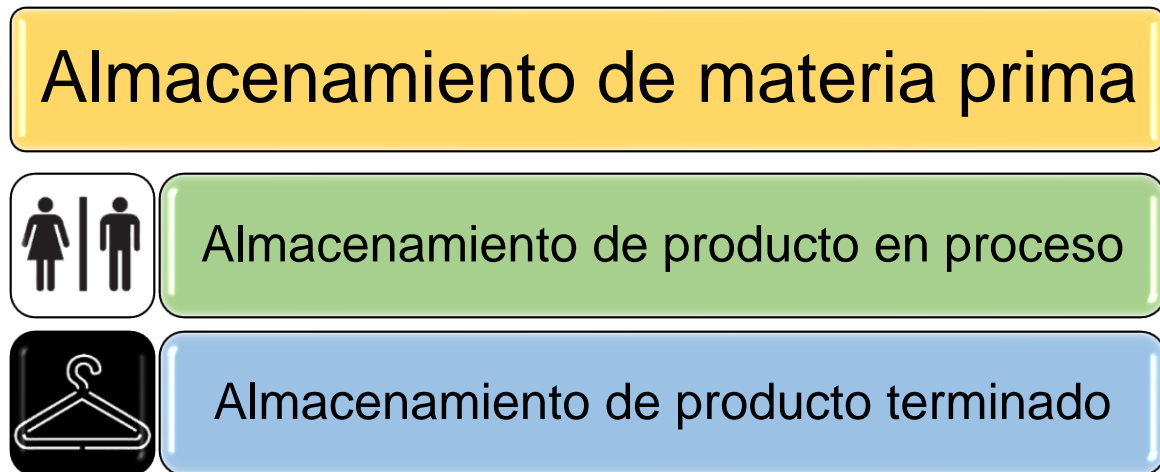 Almacenamiento de materia prima
Almacenamiento de producto en proceso
Almacenamiento de producto terminado